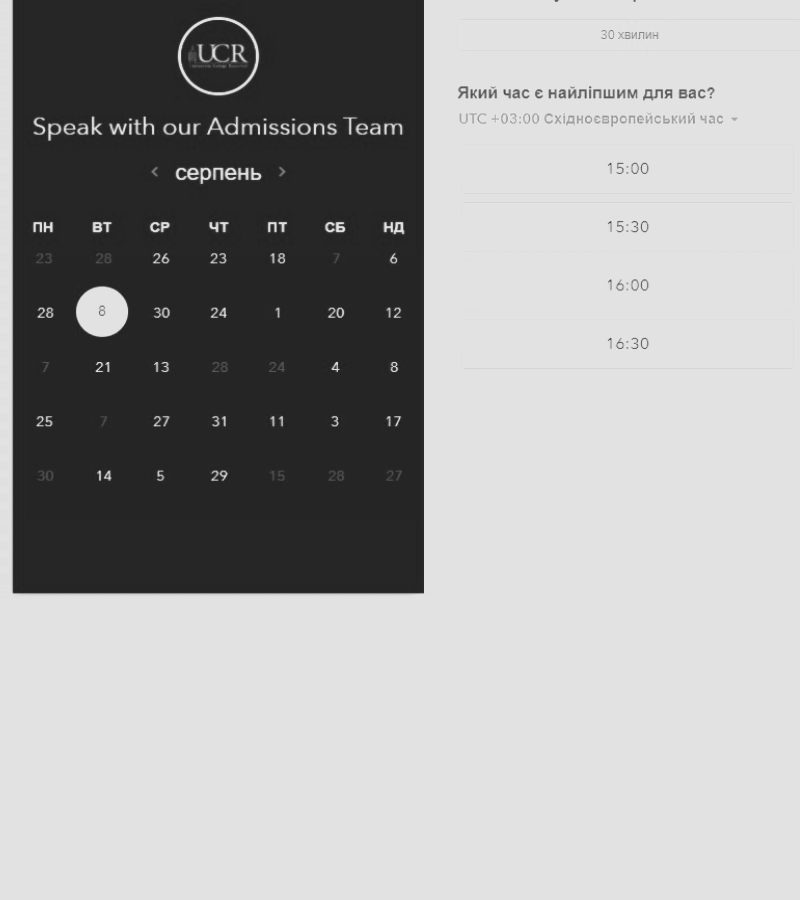 UCR
Speak with our Admissions Team
серпень
ПН ВТ СР ЧТ ПТ СБ НД
23 28 26 23 18 7 6
28 8 30 24 1 20 12
7 21 13 28 24 4 8
25 7 27 31 11 3 17
30 14 5 29 15 28 27
30 хвилин
Який час є найліпшим для вас?
UTC +03:00 Східноєвропейський час
15:00
15:30
16:00
16:30